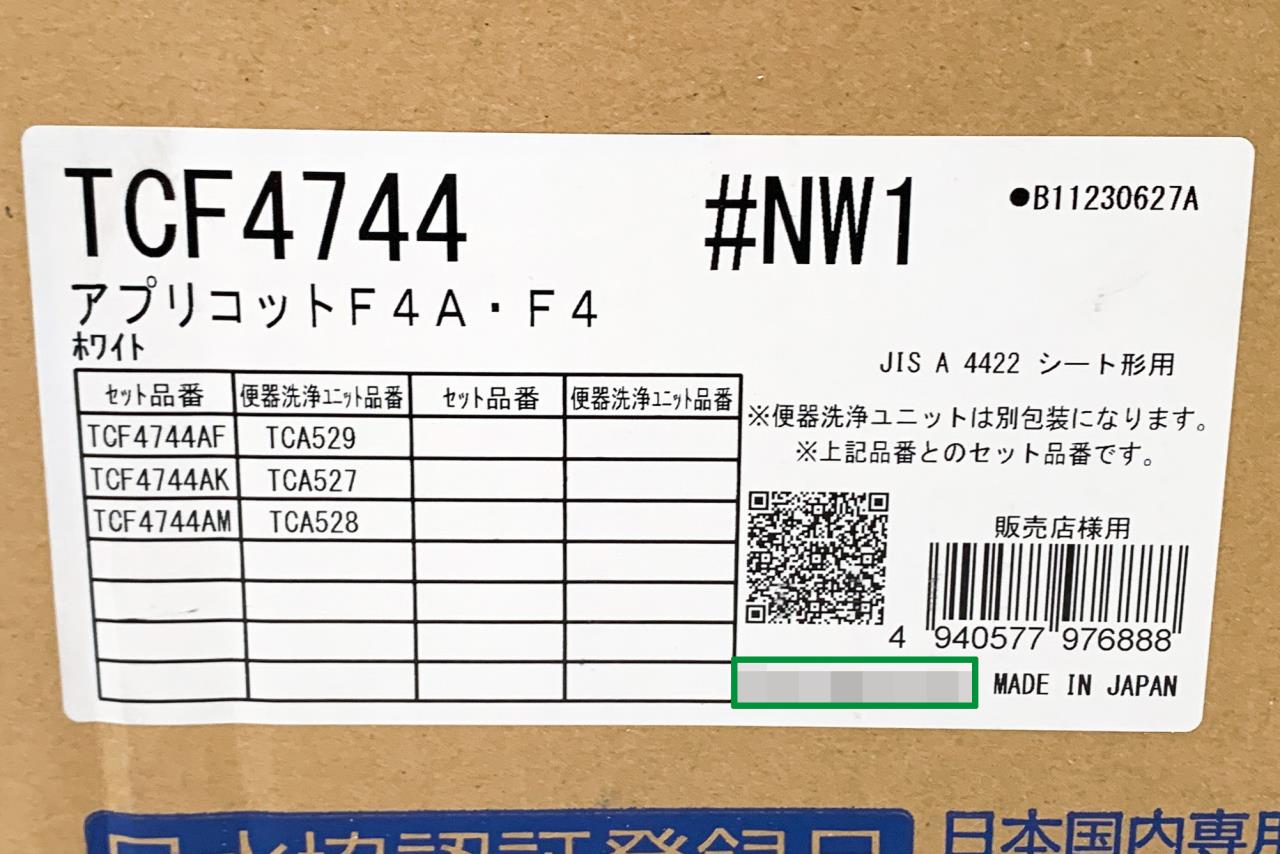 TCF4744 #NW1 ●B11230627A
アプリコットF4A・F4
ホワイト
JIS A 4422 シート形用
セット品番 便器洗浄ユニット品番 セット品番 便器洗浄ユニット品番
TCF4744AF TCA529
TCF4744AK TCA527
TCF4744AM TCA528
※便器洗浄ユニットは別包装になります。
※上記品番とのセット品番です。
販売店様用
4 940577 976888
MADE IN JAPAN
日本国内専用